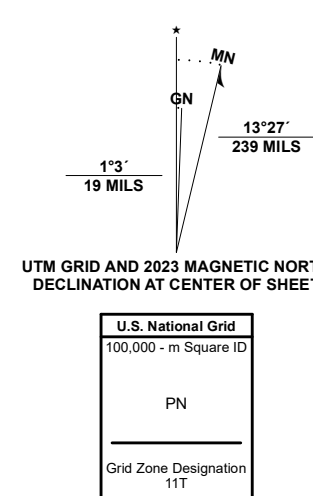 ★
MN
GN
13°27´
239 MILS
1°3´
19 MILS
UTM GRID AND 2023 MAGNETIC NORT
DECLINATION AT CENTER OF SHEET
U.S. National Grid
100,000 - m Square ID
PN
Grid Zone Designation
11T